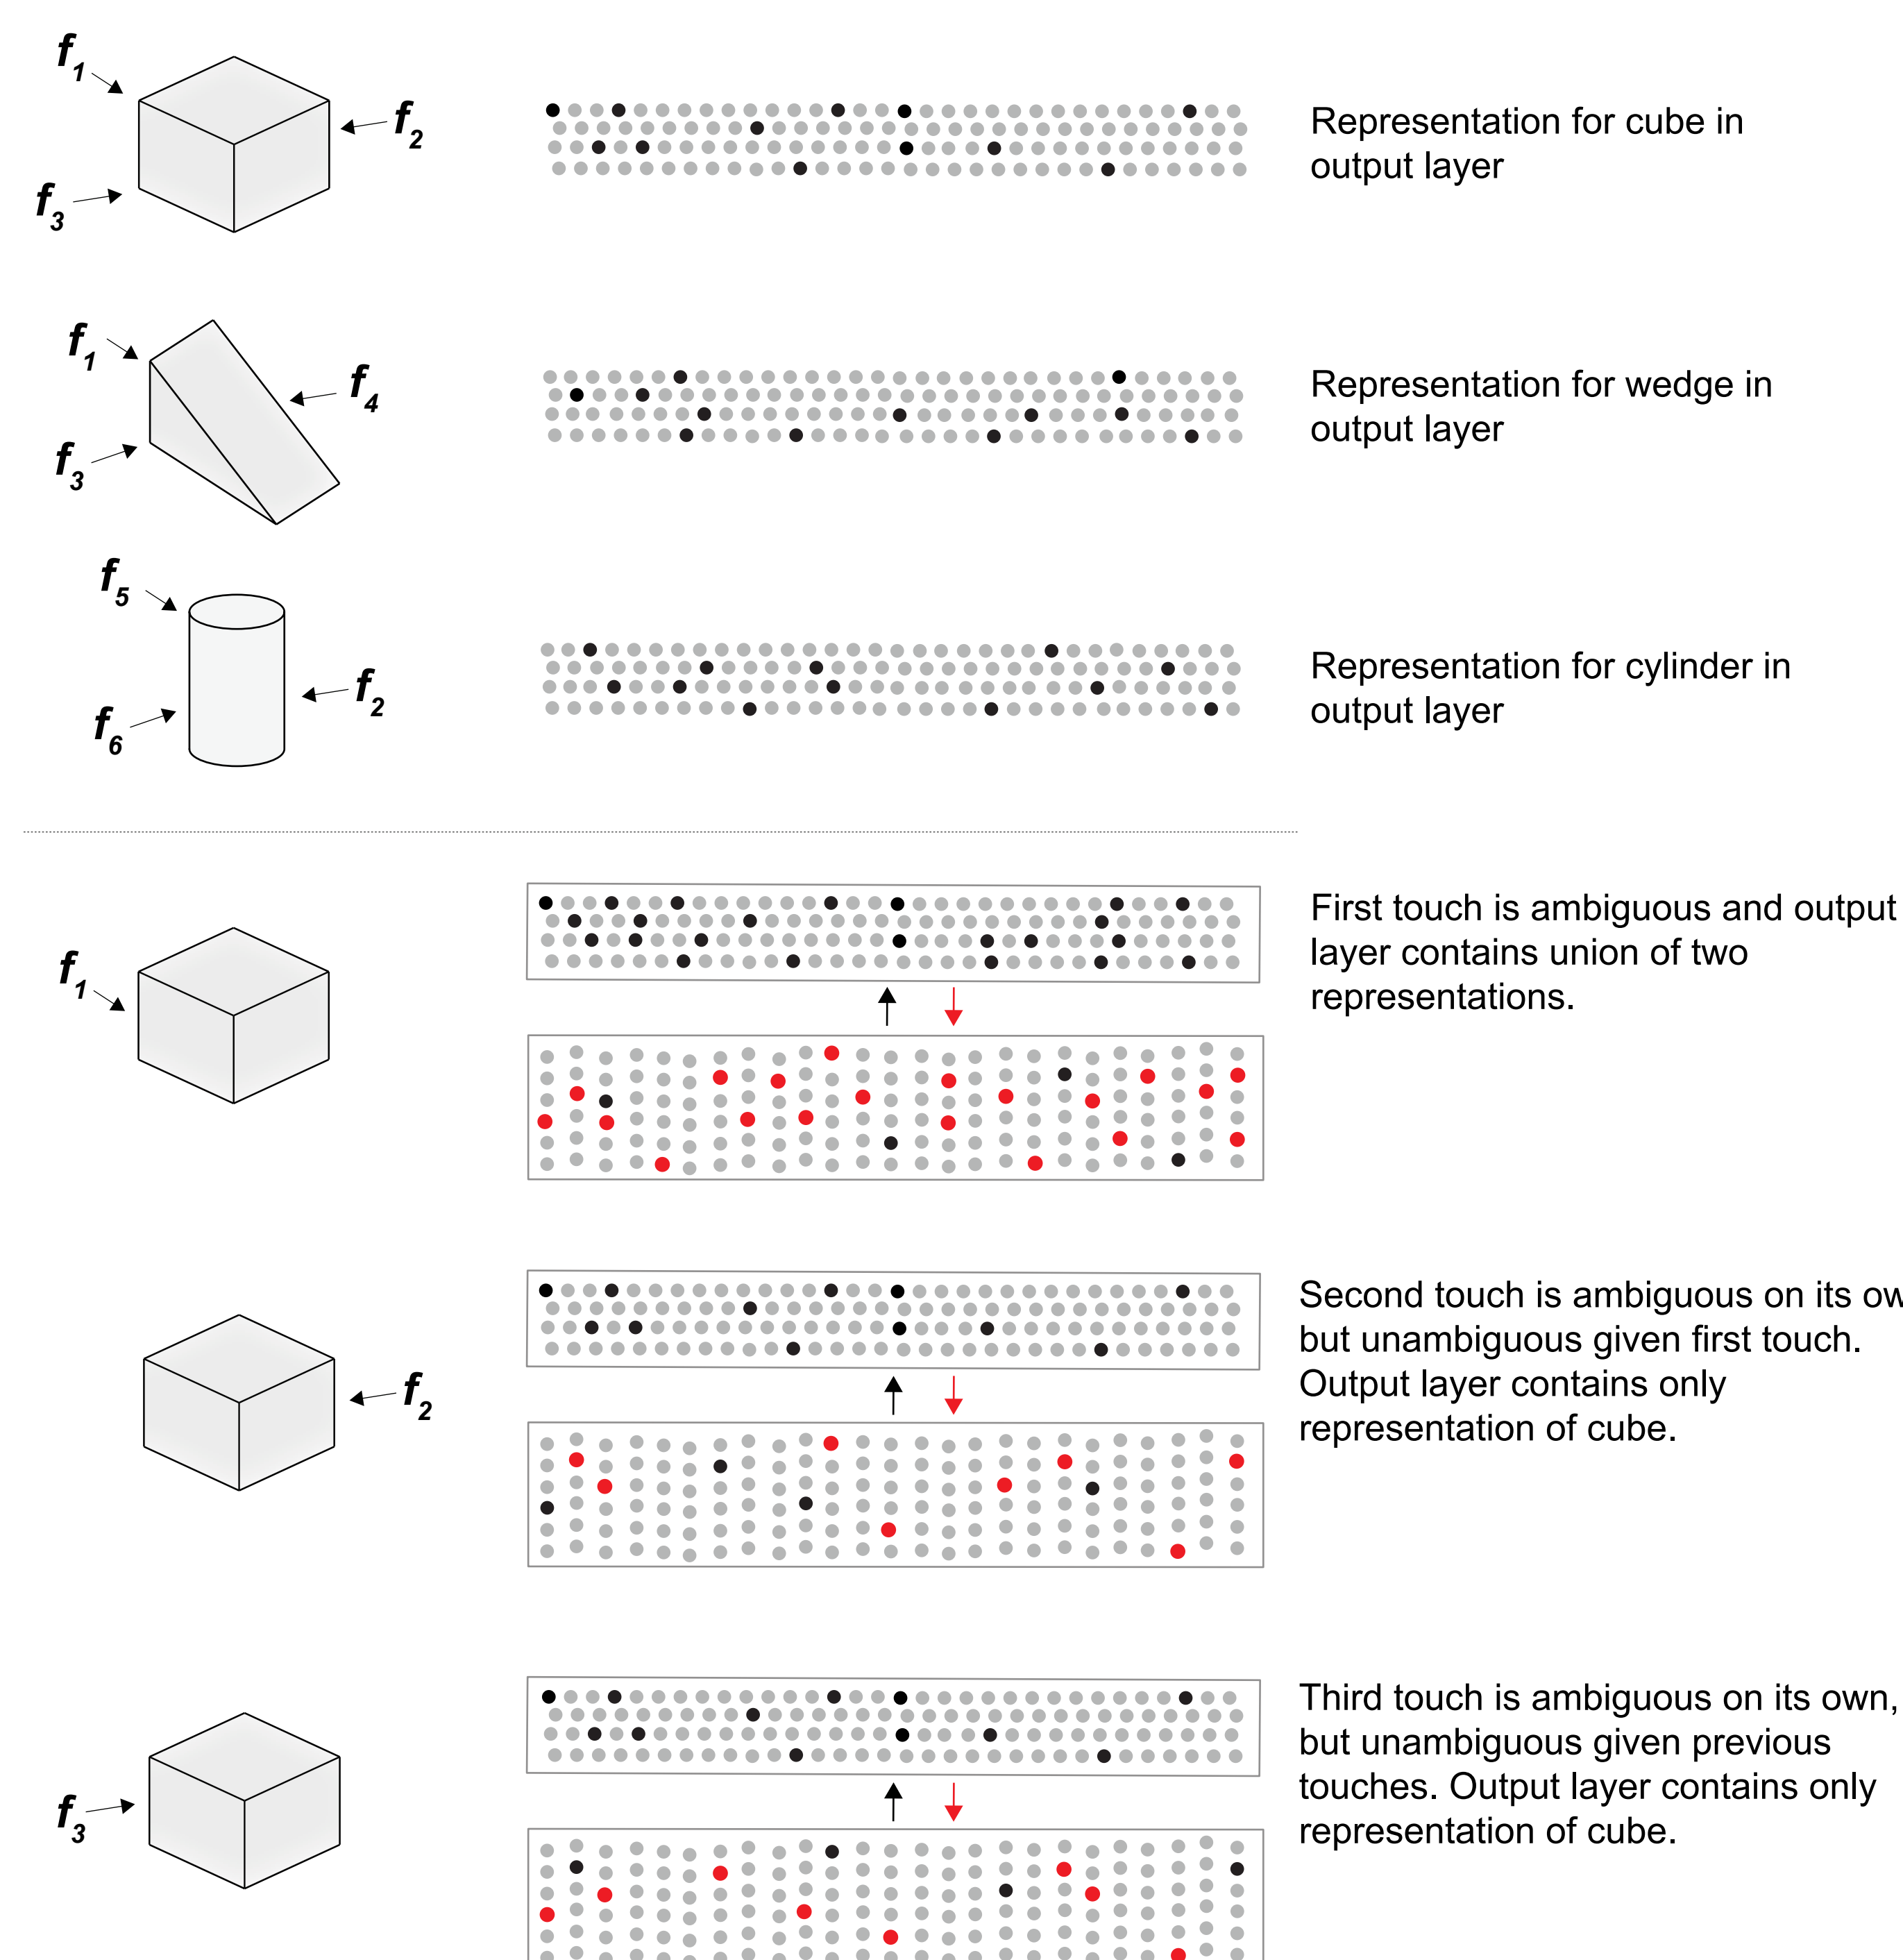 f1
f2
f3
Representation for cube in
output layer
f1
f4
f3
Representation for wedge in
output layer
f5
f2
f6
Representation for cylinder in
output layer
f1
First touch is ambiguous and output
layer contains union of two
representations.
f2
Second touch is ambiguous on its ow
but unambiguous given first touch.
Output layer contains only
representation of cube.
f3
Third touch is ambiguous on its own,
but unambiguous given previous
touches. Output layer contains only
representation of cube.